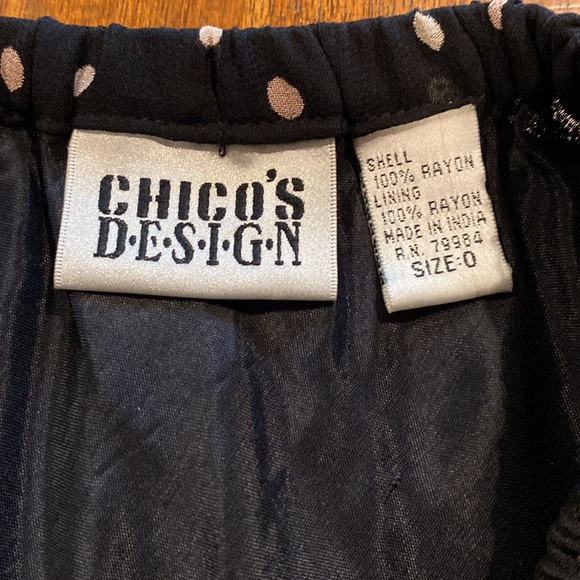 CHICO'S
D•E•S•I•G•N
SHELL
100% RAYON
LINING
100% RAYON
MADE IN INDIA
R.N. 79984
SIZE:0